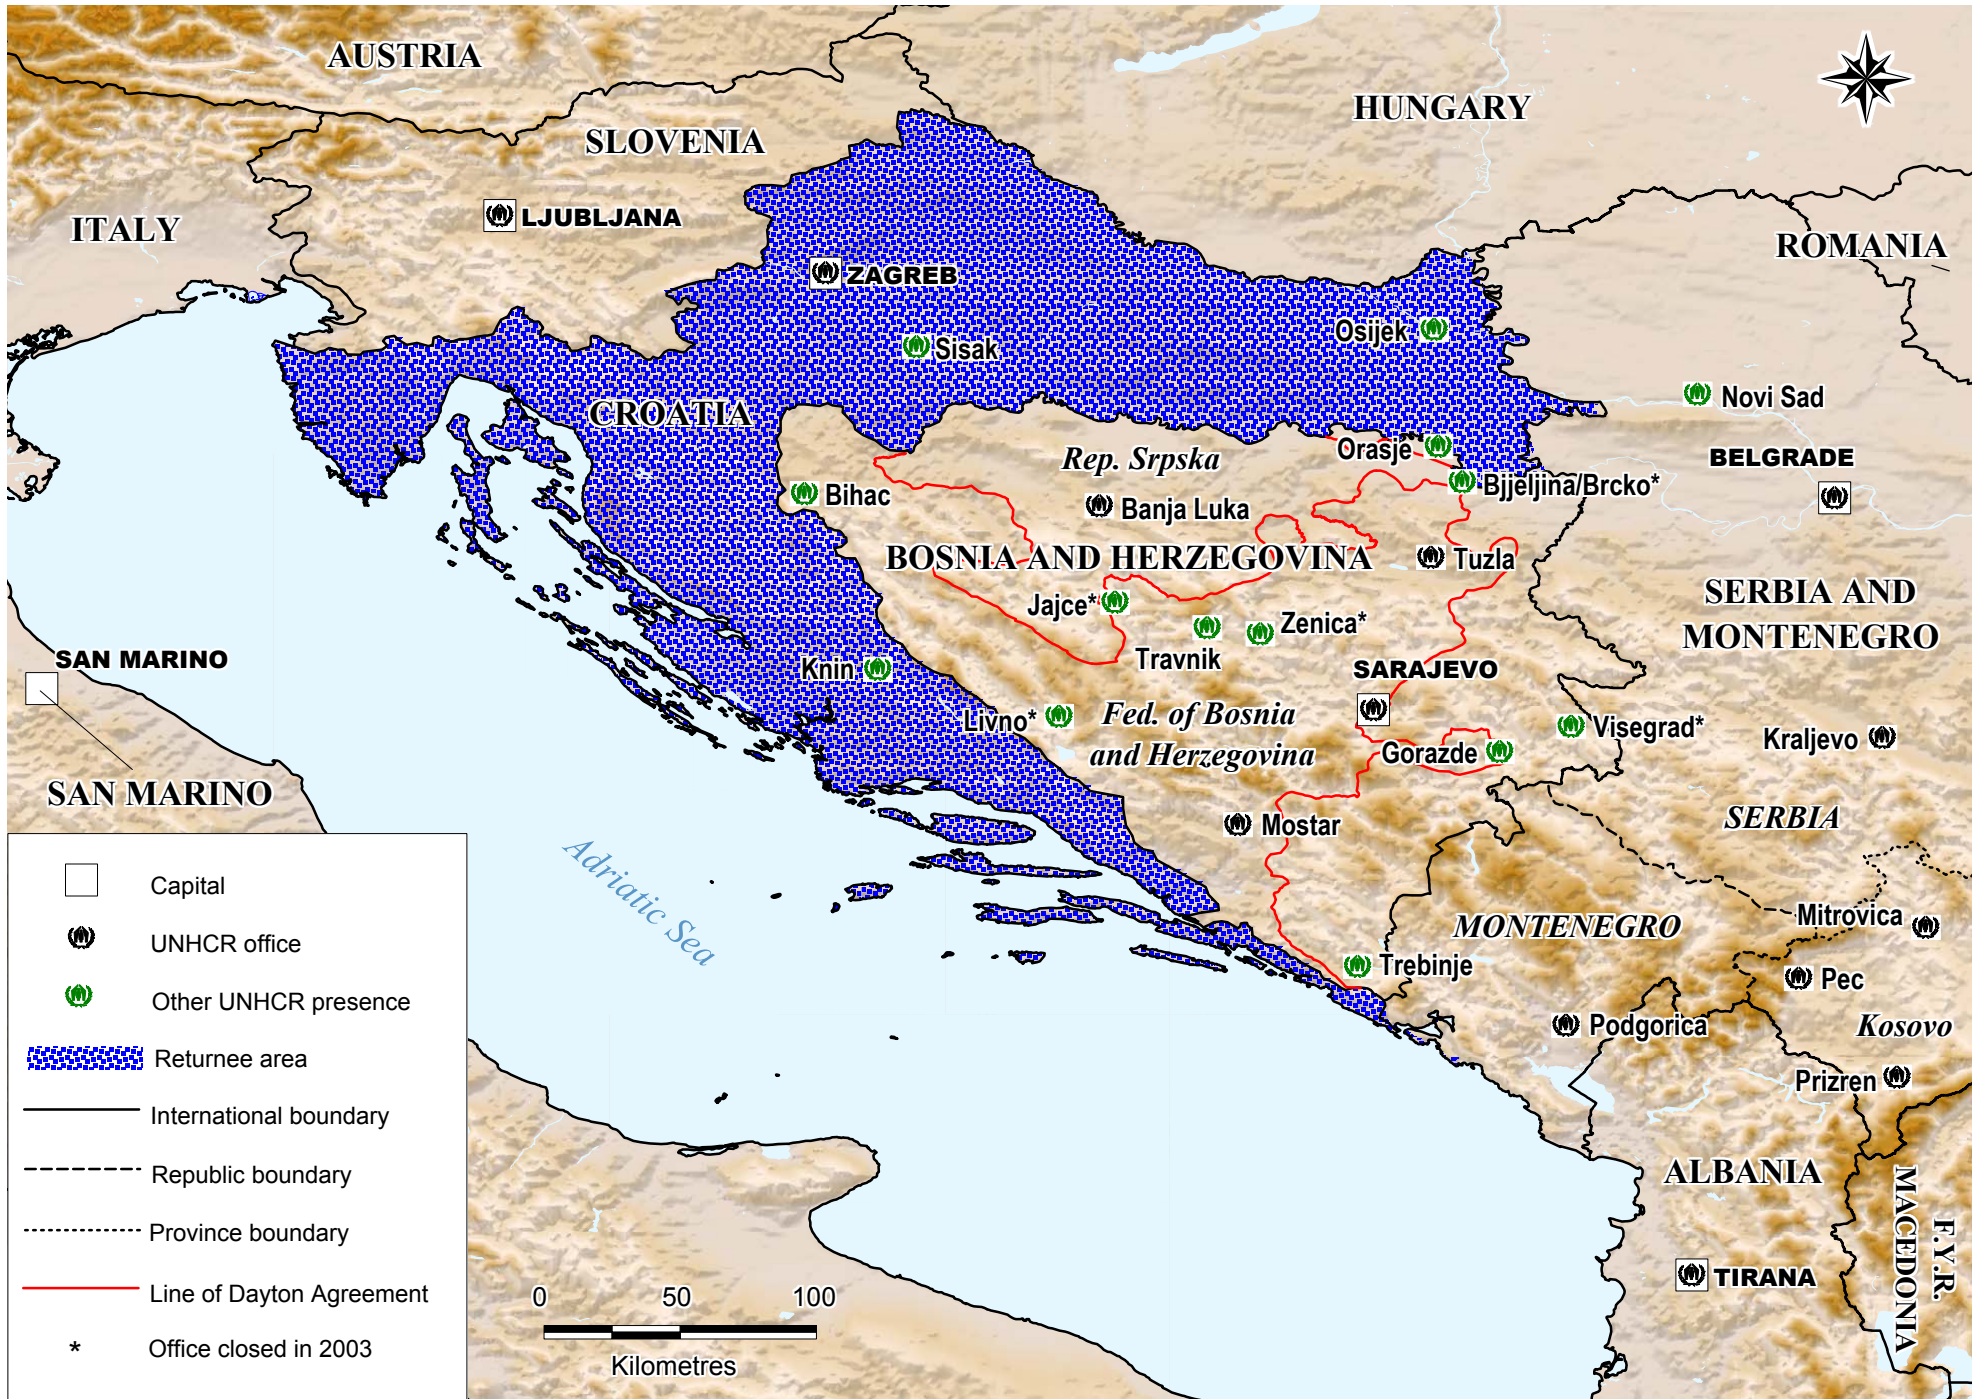 AUSTRIA
HUNGARY
SLOVENIA
LJUBLJANA
ITALY
ROMANIA
ZAGREB
Sisak
Osijek
CROATIA
Novi Sad
Orasje
Rep. Srpska
BELGRADE
Bihac
Banja Luka
Bjjeljina/Brcko*
BOSNIA AND HERZEGOVINA
Tuzla
Jajce*
Zenica*
SERBIA AND
MONTENEGRO
Travnik
SAN MARINO
Knin
SARAJEVO
Livno*
Fed. of Bosnia
and Herzegovina
Visegrad*
Gorazde
Kraljevo
SAN MARINO
Mostar
SERBIA
Adriatic Sea
MONTENEGRO
Mitrovica
Trebinje
Pec
Podgorica
Kosovo
Prizren
ALBANIA
F.Y.R.
MACEDONIA
TIRANA
Capital
UNHCR office
Other UNHCR presence
Returnee area
International boundary
Republic boundary
Province boundary
Line of Dayton Agreement
* Office closed in 2003
0 50 100
Kilometres